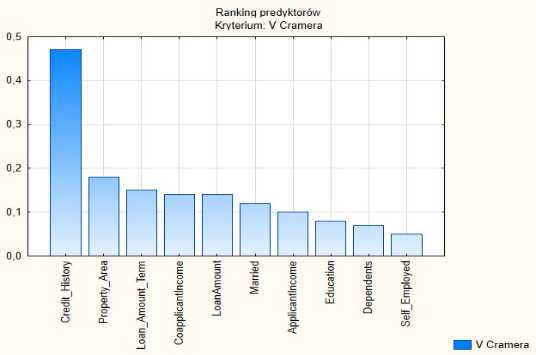 Ranking predyktorów
Kryterium: V Cramera
0,5
0,4
0,3
0,2
0,1
0,0
Credit_History
Property_Area
Loan_Amount_Term
CoapplicantIncome
LoanAmount
Married
ApplicantIncome
Education
Dependents
Self_Employed
V Cramera